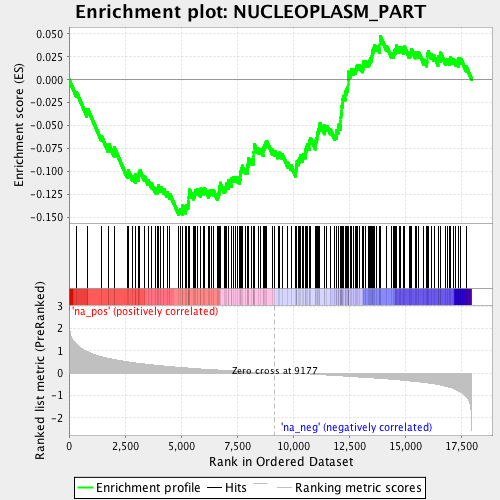 Enrichment plot: NUCLEOPLASM_PART
Enrichment score (ES)
0.050
0.025
0.000
-0.025
-0.050
-0.075
-0.100
-0.125
-0.150
Ranked list metric (PreRanked)
'na_pos' (positively correlated)
3
2
1
0
-1
-2
Zero cross at 9177
'na_neg' (negatively correlated)
0 2,500 5,000 7,500 10,000 12,500 15,000 17,500
Rank in Ordered Dataset
Enrichment profile Hits Ranking metric scores